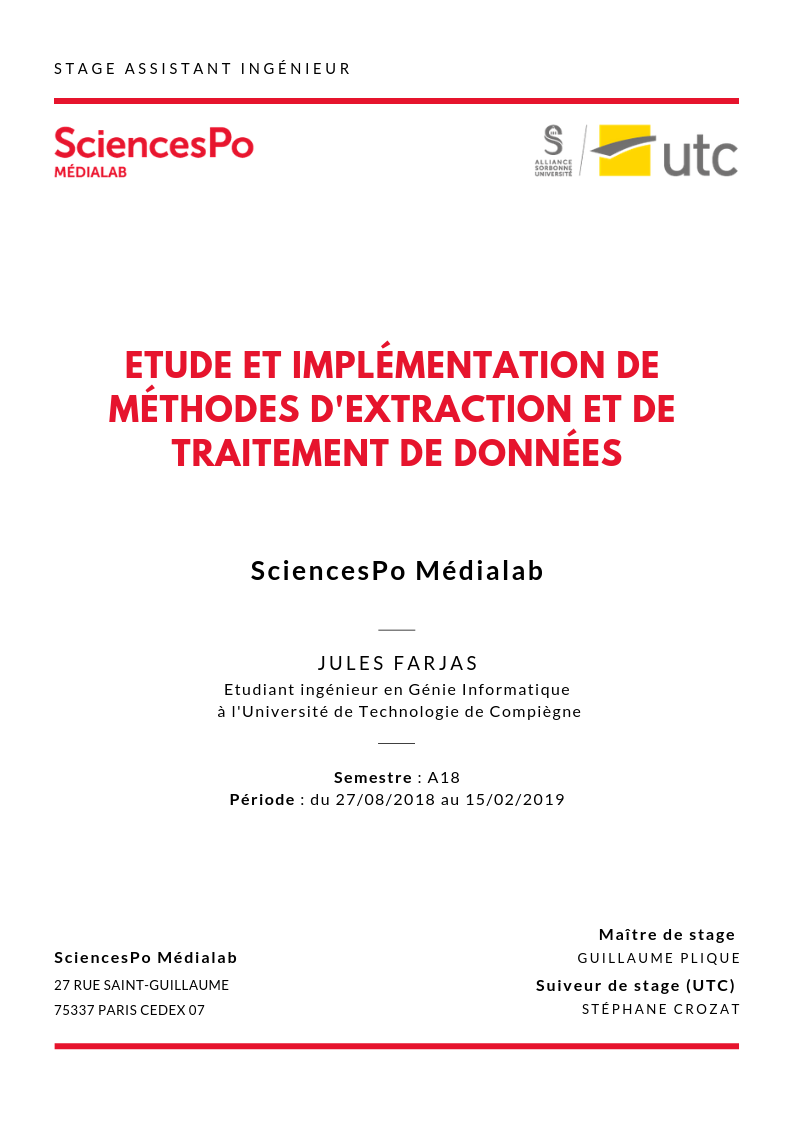 STAGE ASSISTANT INGÉNIEUR
SciencesPo
MÉDIALAB
ALLIANCE
SORBONNE
UNIVERSITÉ
utc
ETUDE ET IMPLÉMENTATION DE
MÉTHODES D'EXTRACTION ET DE
TRAITEMENT DE DONNÉES
SciencesPo Médialab
JULES FARJAS
Etudiant ingénieur en Génie Informatique
à l'Université de Technologie de Compiègne
Semestre : A18
Période : du 27/08/2018 au 15/02/2019
SciencesPo Médialab
27 RUE SAINT-GUILLAUME
75337 PARIS CEDEX 07
Maître de stage
GUILLAUME PLIQUE
Suiveur de stage (UTC)
STÉPHANE CROZAT